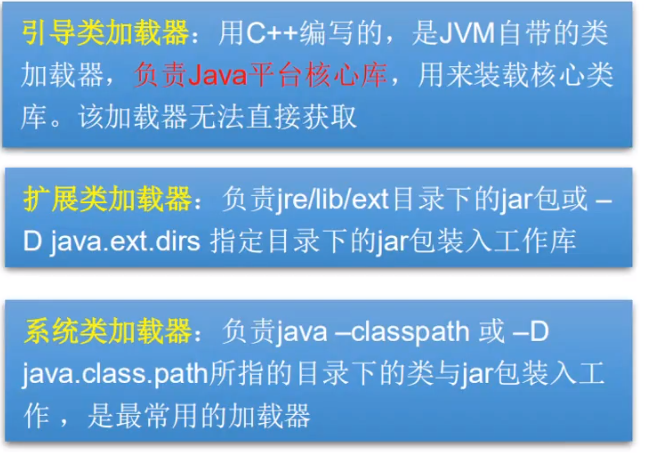 引导类加载器：用C++编写的，是JVM自带的类
加载器，负责Java平台核心库，用来装载核心类
库。该加载器无法直接获取
扩展类加载器：负责jre/lib/ext目录下的jar包或 –
D java.ext.dirs 指定目录下的jar包装入工作库
系统类加载器：负责java –classpath 或 –D
java.class.path所指的目录下的类与jar包装入工
作 ，是最常用的加载器